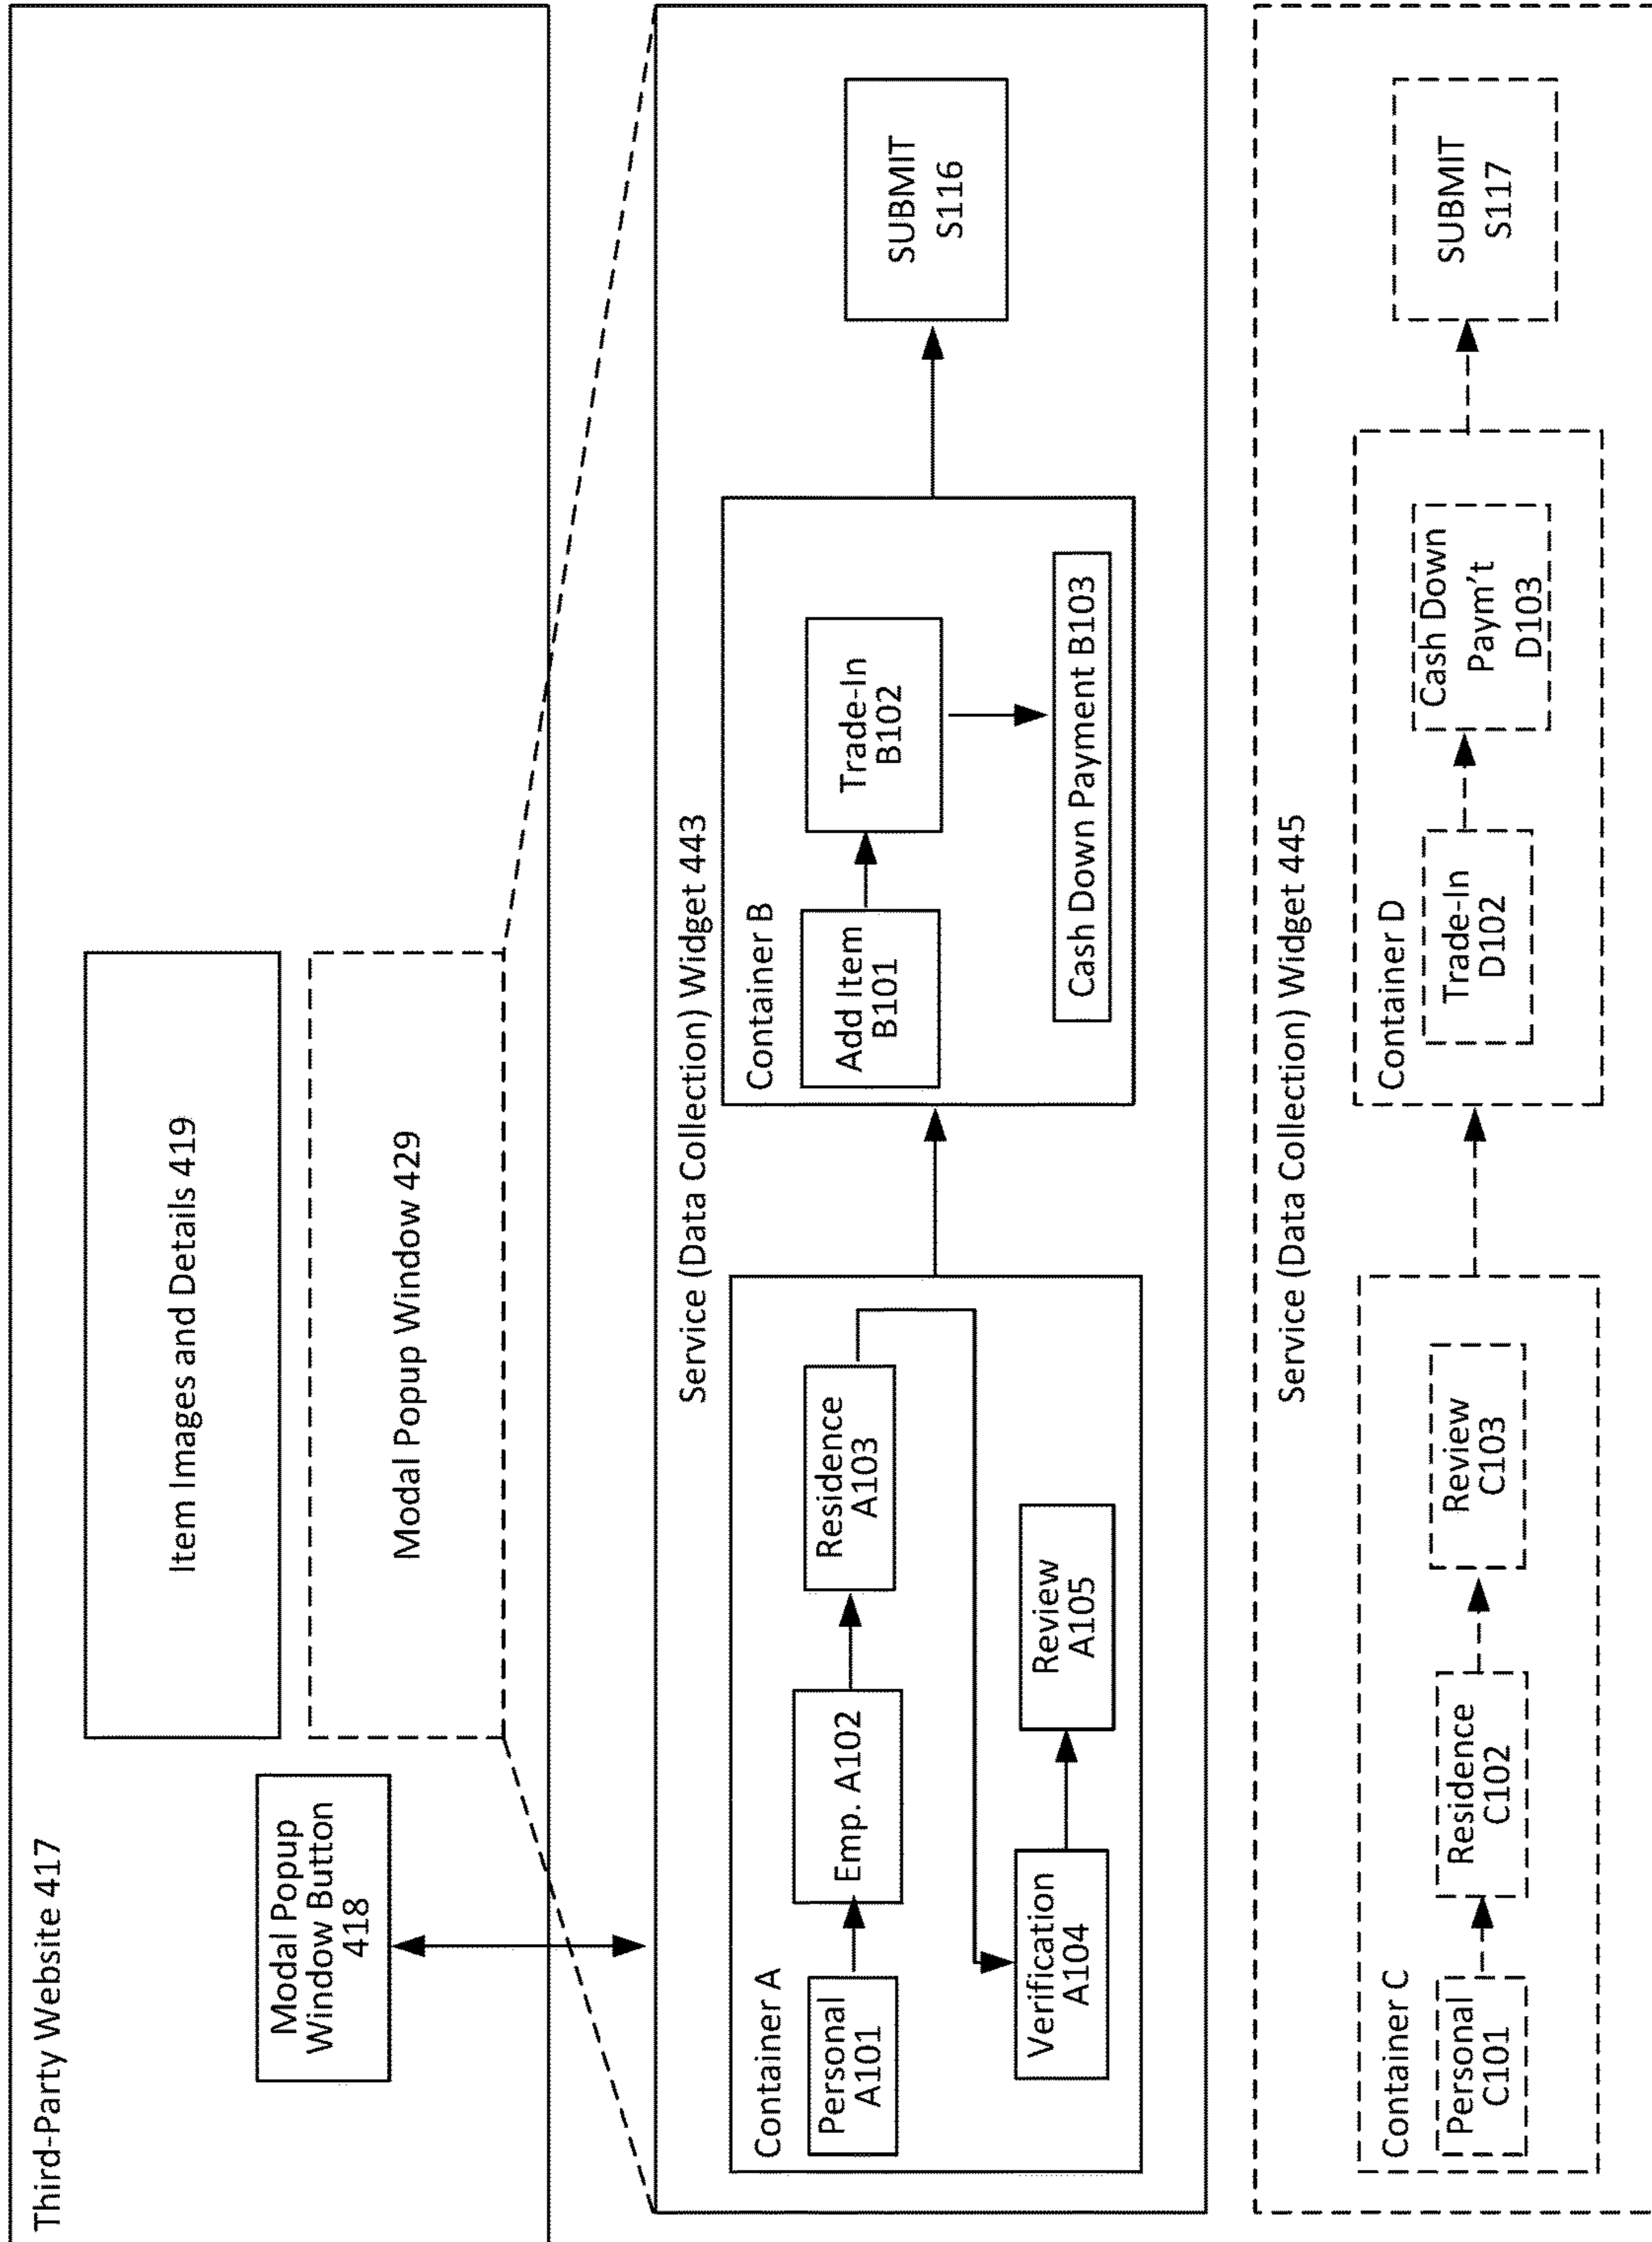 Third-Party Website 417
Item Images and Details 419
Modal Popup
Window Button
418
Modal Popup Window 429
Service (Data Collection) Widget 443
Container A
Personal
A101
Emp. A102
Residence
A103
Verification
A104
Review
A105
Container B
Add Item
B101
Trade-In
B102
Cash Down Payment B103
SUBMIT
S116
Service (Data Collection) Widget 445
Container C
Personal
C101
Residence
C102
Review
C103
Container D
Trade-In
D102
Cash Down
Paym't
D103
SUBMIT
S117